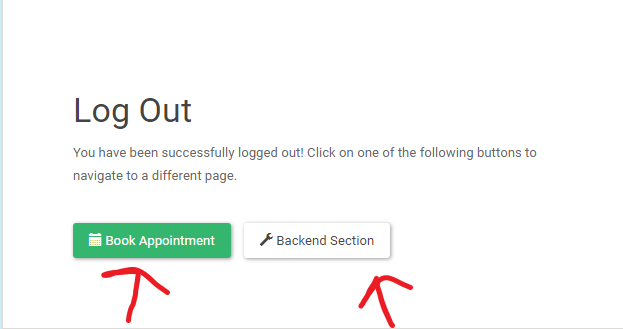 Log Out
You have been successfully logged out! Click on one of the following buttons to
navigate to a different page.
Book Appointment Backend Section